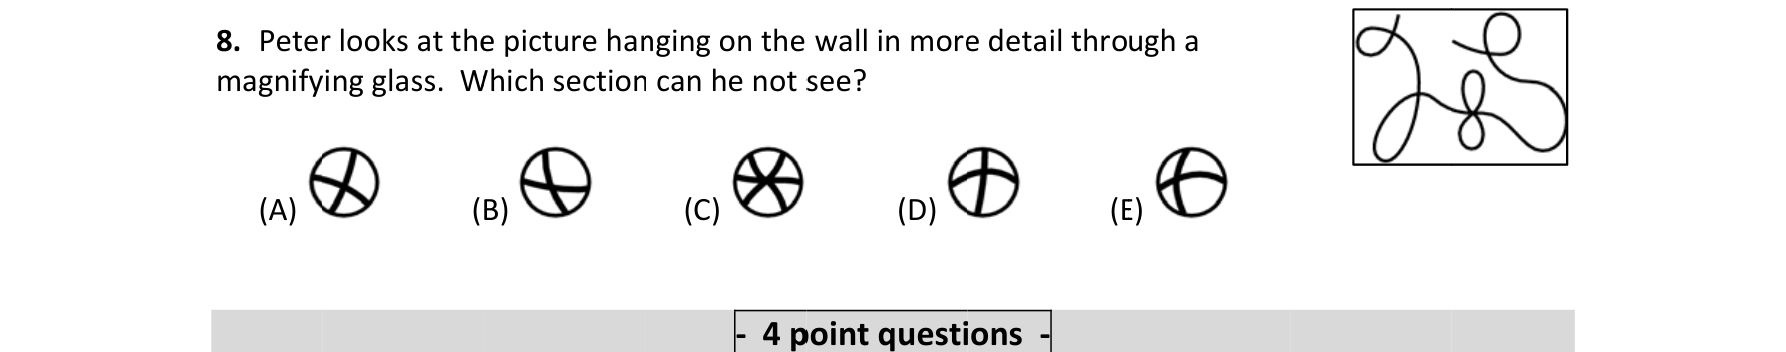 8. Peter looks at the picture hanging on the wall in more detail through a
magnifying glass. Which section can he not see?
(A) (B) (C) (D) (E)
- 4 point questions -